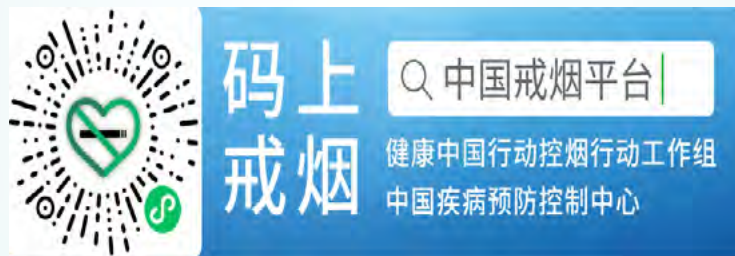 码上
戒烟
中国戒烟平台
健康中国行动控烟行动工作组
中国疾病预防控制中心